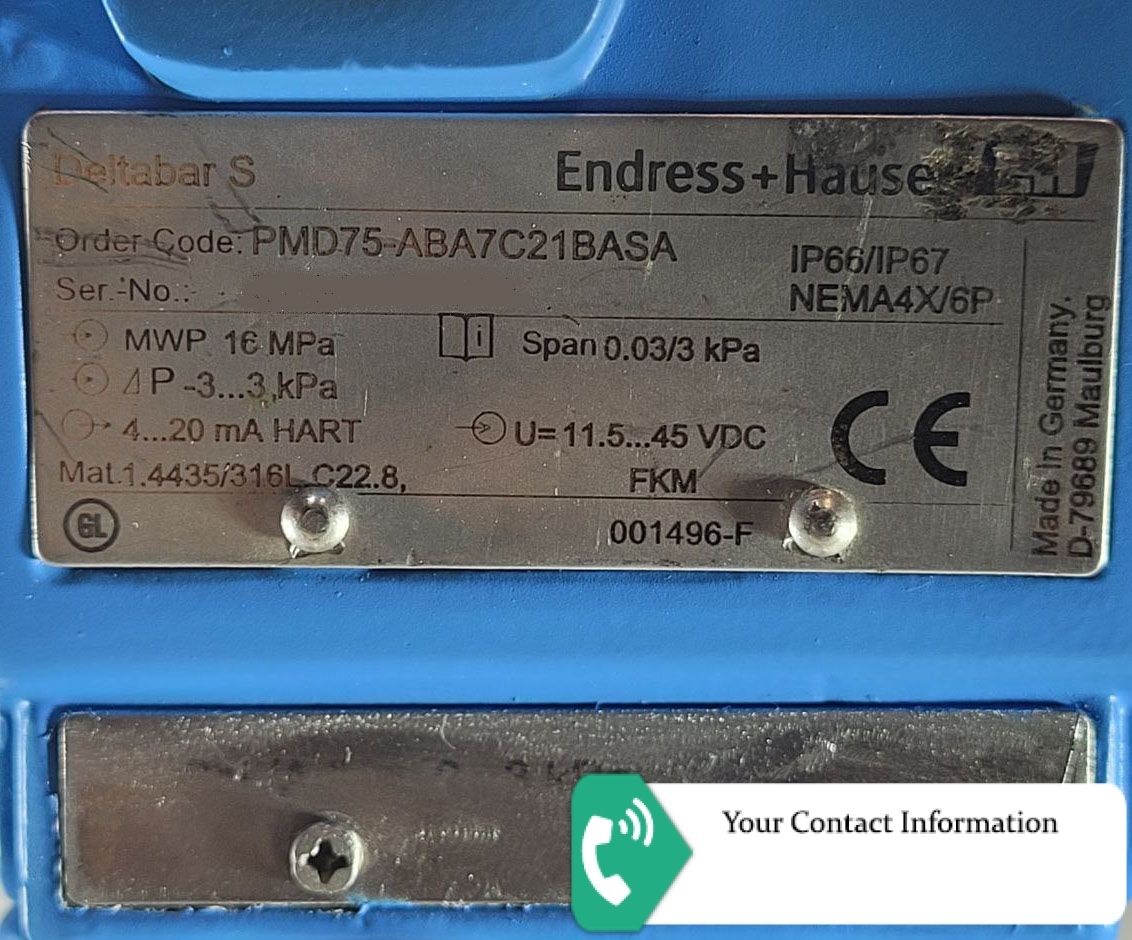 Deltabar S
Endress+Hause
Order Code: PMD75-ABA7C21BASA
IP66/IP67
Ser.-No.:
NEMA4X/6P
MWP 16 MPa
i
Span 0.03/3 kPa
⊿P -3...3 kPa
4...20 mA HART
U= 11.5...45 VDC
CE
Mat.1.4435/316L C22.8,
FKM
GL
001496-F
Made In Germany.
D-79689 Maulburg
Your Contact Information